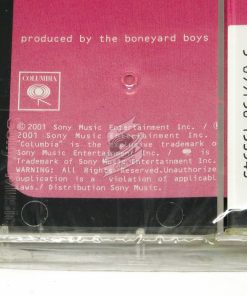 produced by the boneyard boys
COLUMBIA
© 2001 Sony Music Entertainment Inc. / ℗
2001 Sony Music Entertainment Inc. /
"Columbia" is the exclusive trademark of
Sony Music Entertainment Inc. / is a
Trademark of Sony Music Entertainment Inc.
WARNING: All Rights Reserved.Unauthorize
duplication is a violation of applicabl
laws./ Distribution Sony Music.